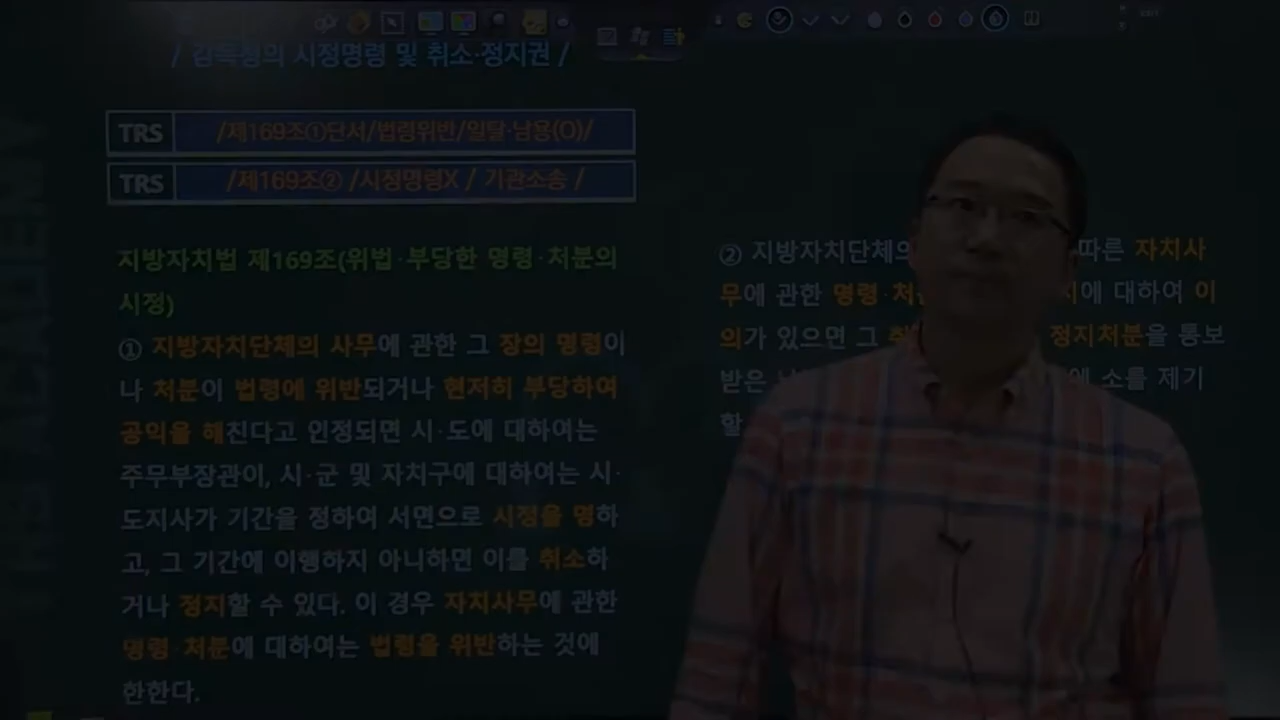 / 감독청의 시정명령 및 취소·정지권 /
TRS /제169조①단서/법령위반/일탈·남용(O)/
TRS /제169조② /시정명령X / 기관소송 /
지방자치법 제169조(위법·부당한 명령·처분의
시정)
① 지방자치단체의 사무에 관한 그 장의 명령이
나 처분이 법령에 위반되거나 현저히 부당하여
공익을 해친다고 인정되면 시·도에 대하여는
주무부장관이, 시·군 및 자치구에 대하여는 시·
도지사가 기간을 정하여 서면으로 시정을 명하
고, 그 기간에 이행하지 아니하면 이를 취소하
거나 정지할 수 있다. 이 경우 자치사무에 관한
명령·처분에 대하여는 법령을 위반하는 것에
한한다.
② 지방자치단체의 따른 자치사
무에 관한 명령·처 에 대하여 이
의가 있으면 그 정지처분을 통보
받은 에 소를 제기
할